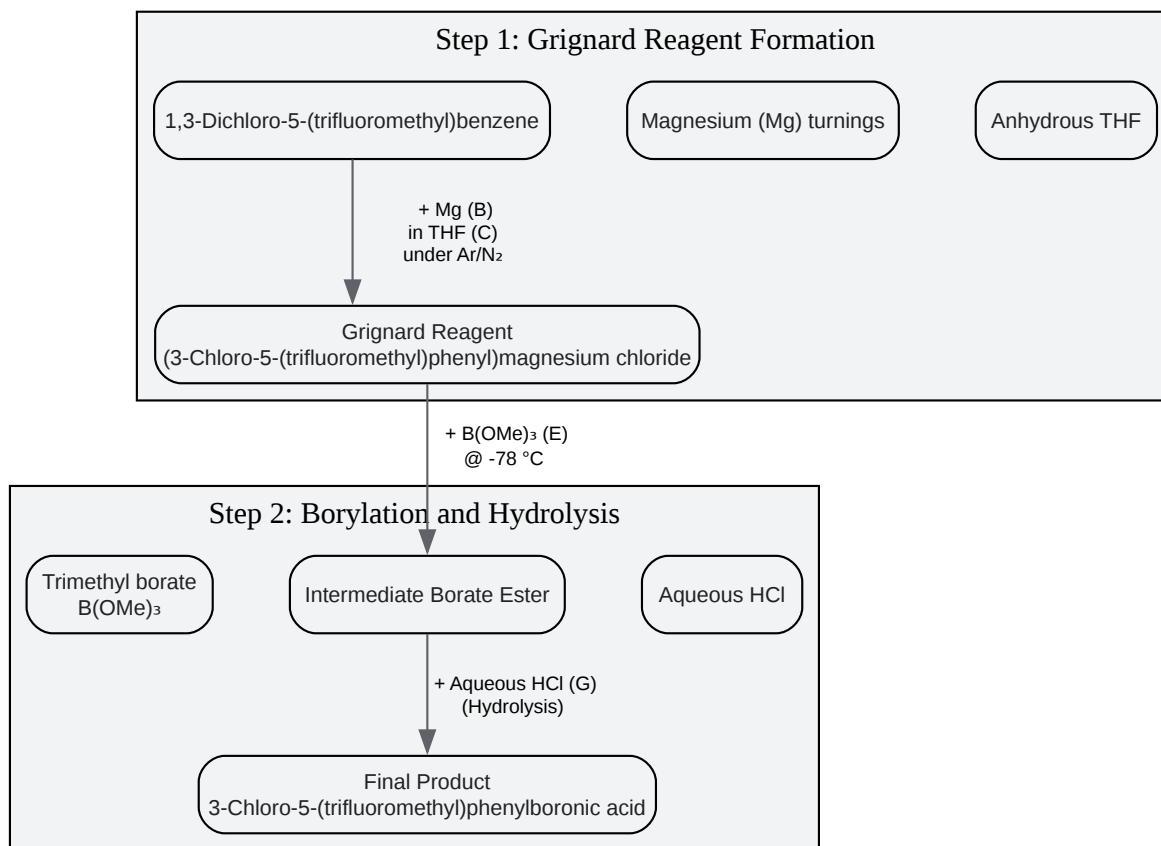 Step 1: Grignard Reagent Formation
1,3-Dichloro-5-(trifluoromethyl)benzene
Magnesium (Mg) turnings
Anhydrous THF
+ Mg (B)
in THF (C)
under Ar/N₂
Grignard Reagent
(3-Chloro-5-(trifluoromethyl)phenyl)magnesium chloride
+ B(OMe)₃ (E)
@ -78 °C
Step 2: Borylation and Hydrolysis
Trimethyl borate
B(OMe)₃
Intermediate Borate Ester
Aqueous HCl
+ Aqueous HCl (G)
(Hydrolysis)
Final Product
3-Chloro-5-(trifluoromethyl)phenylboronic acid